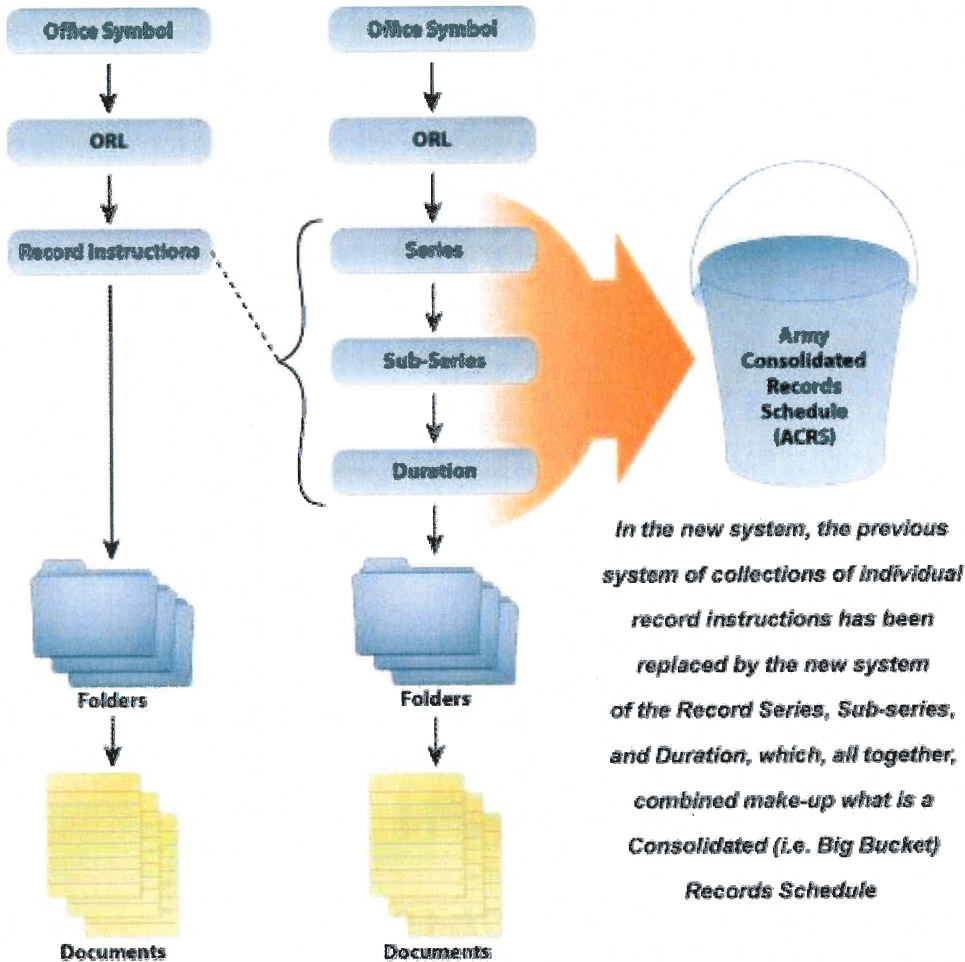 Office Symbol
ORL
Record Instructions
Folders
Documents
Office Symbol
ORL
Series
Sub-Series
Duration
Folders
Documents
Army
Consolidated
Records
Schedule
(ACRS)
In the new system, the previous
system of collections of individual
record instructions has been
replaced by the new system
of the Record Series, Sub-series,
and Duration, which, all together,
combined make-up what is a
Consolidated (i.e. Big Bucket)
Records Schedule